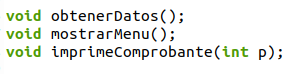 void obtenerDatos();
void mostrarMenu();
void imprimeComprobante(int p);